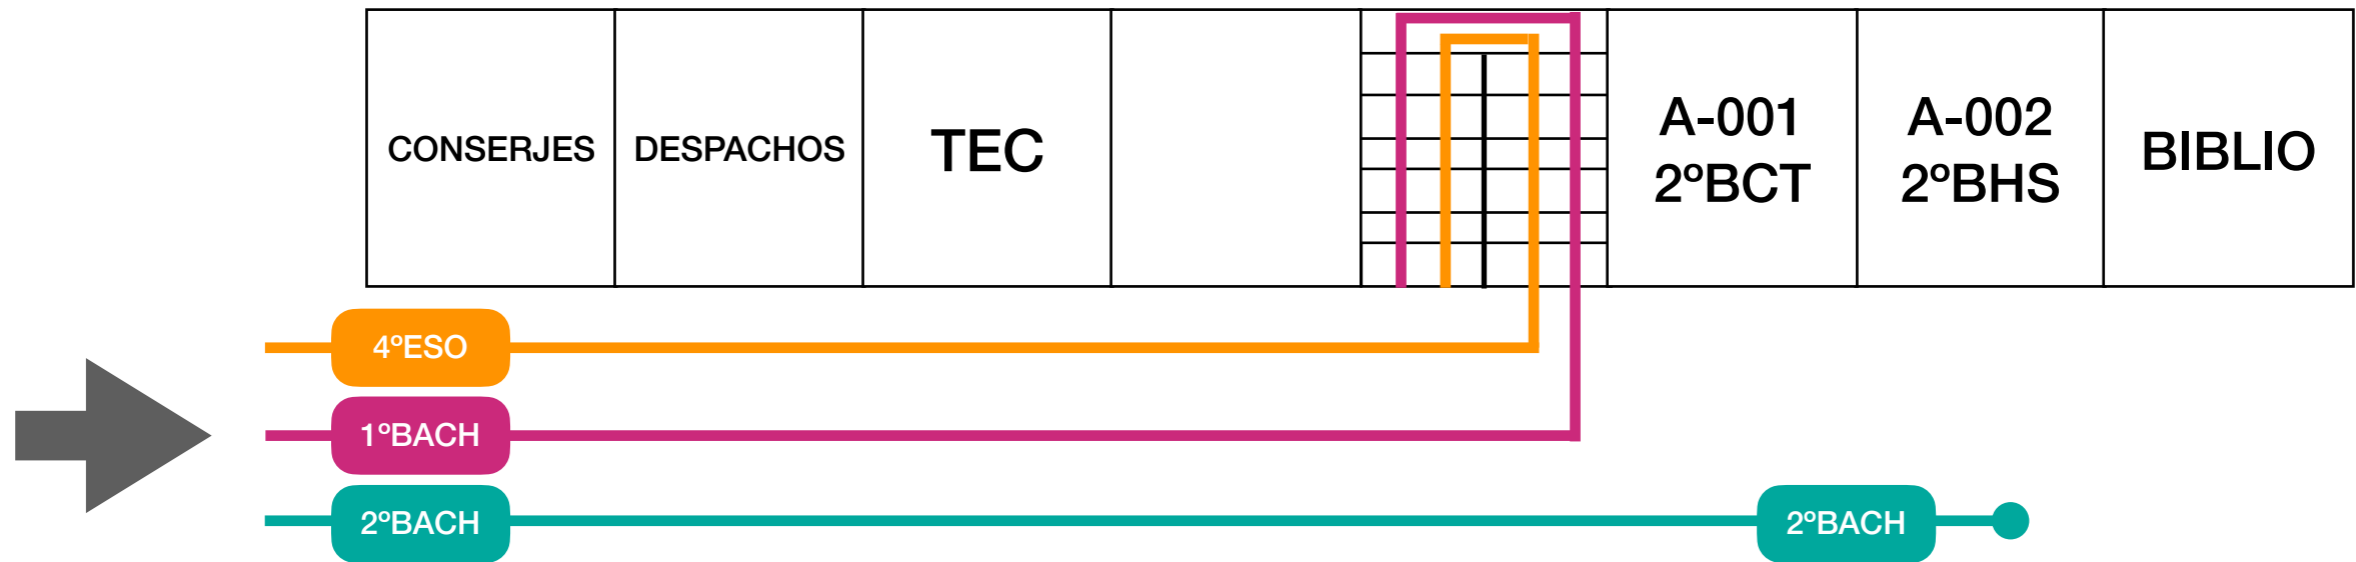 CONSERJES
DESPACHOS
TEC
A-001
2ºBCT
A-002
2ºBHS
BIBLIO
4ºESO
1ºBACH
2ºBACH
2ºBACH